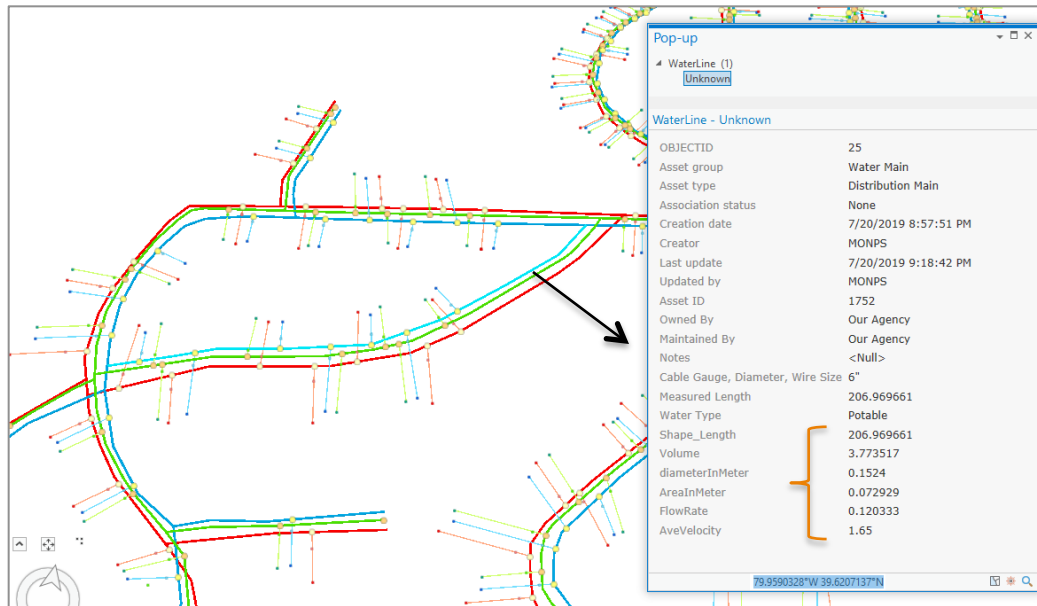 Pop-up
WaterLine (1)
Unknown
WaterLine - Unknown
OBJECTID 25
Asset group Water Main
Asset type Distribution Main
Association status None
Creation date 7/20/2019 8:57:51 PM
Creator MONPS
Last update 7/20/2019 9:18:42 PM
Updated by MONPS
Asset ID 1752
Owned By Our Agency
Maintained By Our Agency
Notes <Null>
Cable Gauge, Diameter, Wire Size 6"
Measured Length 206.969661
Water Type Potable
Shape_Length 206.969661
Volume 3.773517
diameterInMeter 0.1524
AreaInMeter 0.072929
FlowRate 0.120333
AveVelocity 1.65
79.9590328°W 39.6207137°N